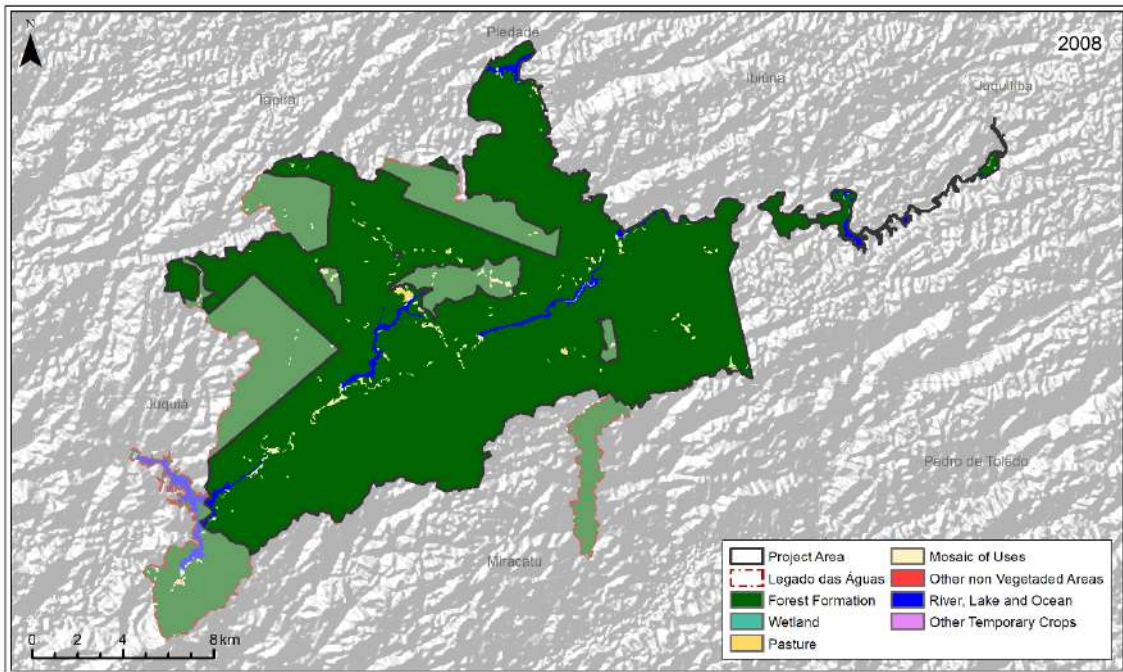 N
2008
Piedade
Ibiúna
Juquitiba
Tapiraí
Juquiá
Pedro de Toledo
Miracatu
Project Area
Legado das Águas
Forest Formation
Wetland
Pasture
Mosaic of Uses
Other non Vegetaded Areas
River, Lake and Ocean
Other Temporary Crops
0 2 4 8 km